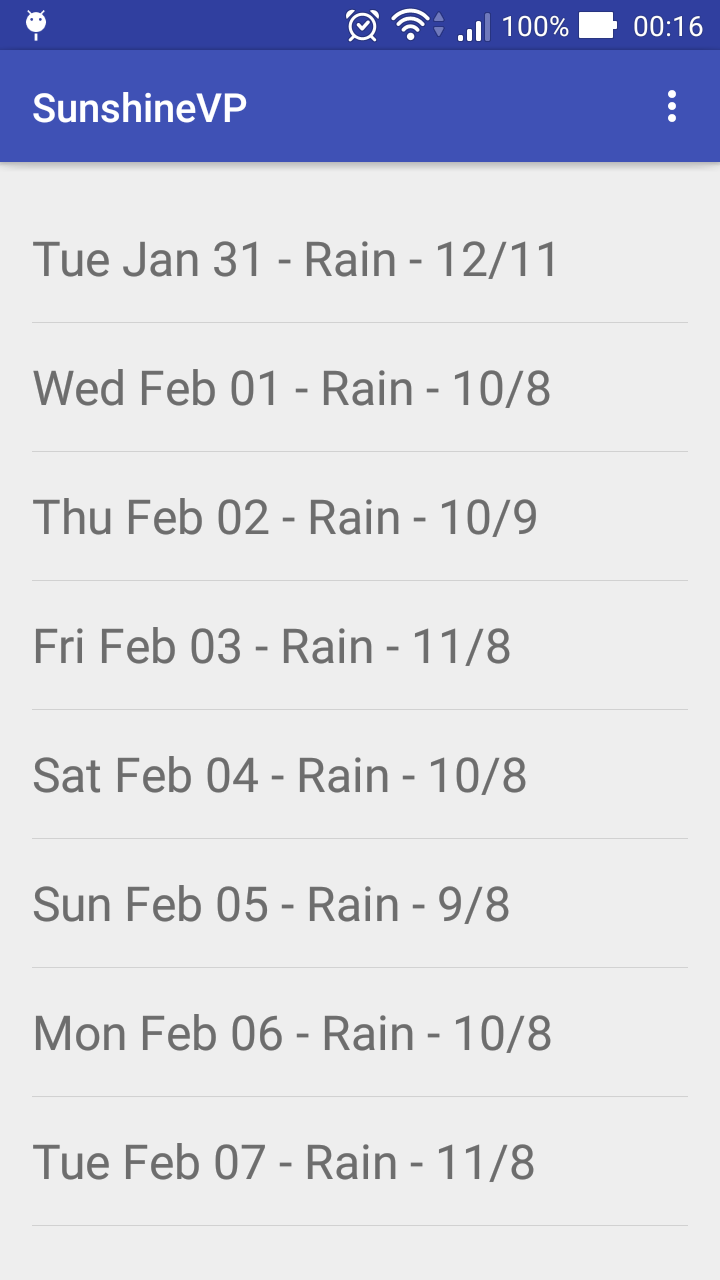 100% 00:16
SunshineVP
Tue Jan 31 - Rain - 12/11
Wed Feb 01 - Rain - 10/8
Thu Feb 02 - Rain - 10/9
Fri Feb 03 - Rain - 11/8
Sat Feb 04 - Rain - 10/8
Sun Feb 05 - Rain - 9/8
Mon Feb 06 - Rain - 10/8
Tue Feb 07 - Rain - 11/8